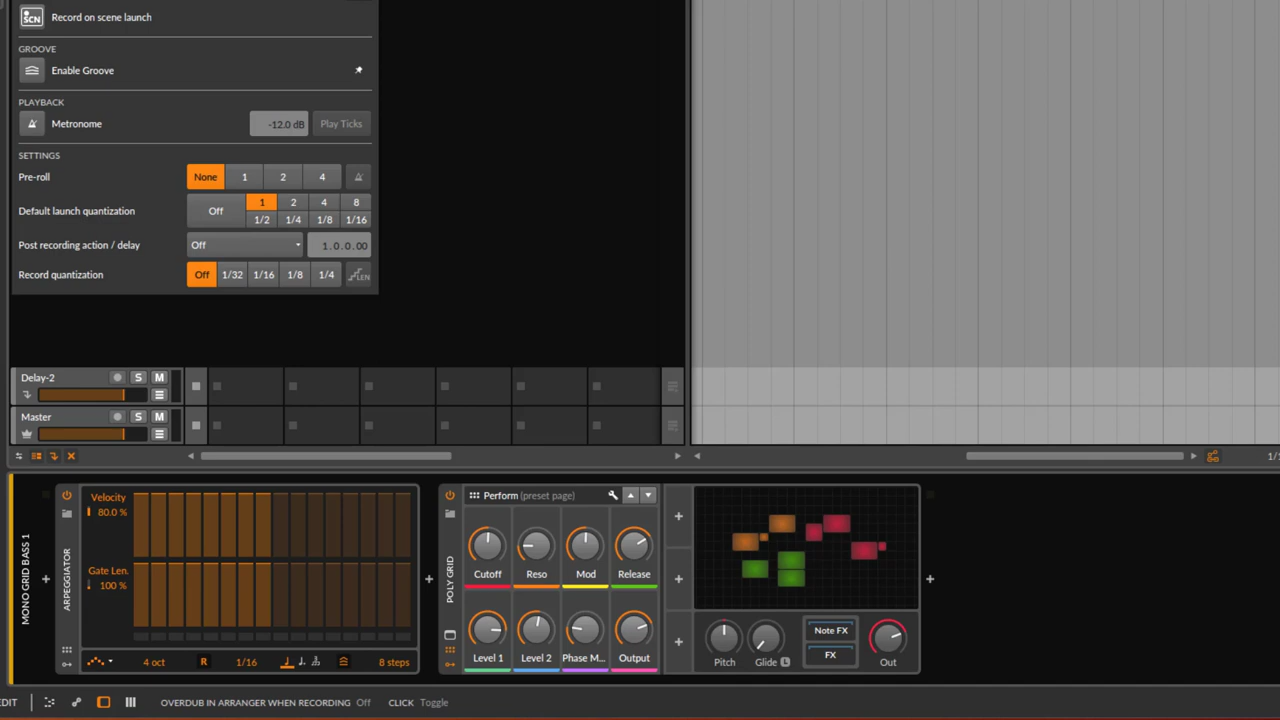 SCN Record on scene launch
GROOVE
Enable Groove
PLAYBACK
Metronome -12.0 dB Play Ticks
SETTINGS
Pre-roll None 1 2 4
Default launch quantization Off 1 2 4 8
1/2 1/4 1/8 1/16
Post recording action / delay Off 1.0.0.00
Record quantization Off 1/32 1/16 1/8 1/4 LEN
Delay-2 S M
Master S M
1/1
MONO GRID BASS 1
ARPEGGIATOR
Velocity
80.0 %
Gate Len.
100 %
4 oct R 1/16 8 steps
POLY GRID
Perform (preset page)
Cutoff Reso Mod Release
Level 1 Level 2 Phase M... Output
Pitch Glide L Note FX FX Out
EDIT OVERDUB IN ARRANGER WHEN RECORDING Off CLICK Toggle